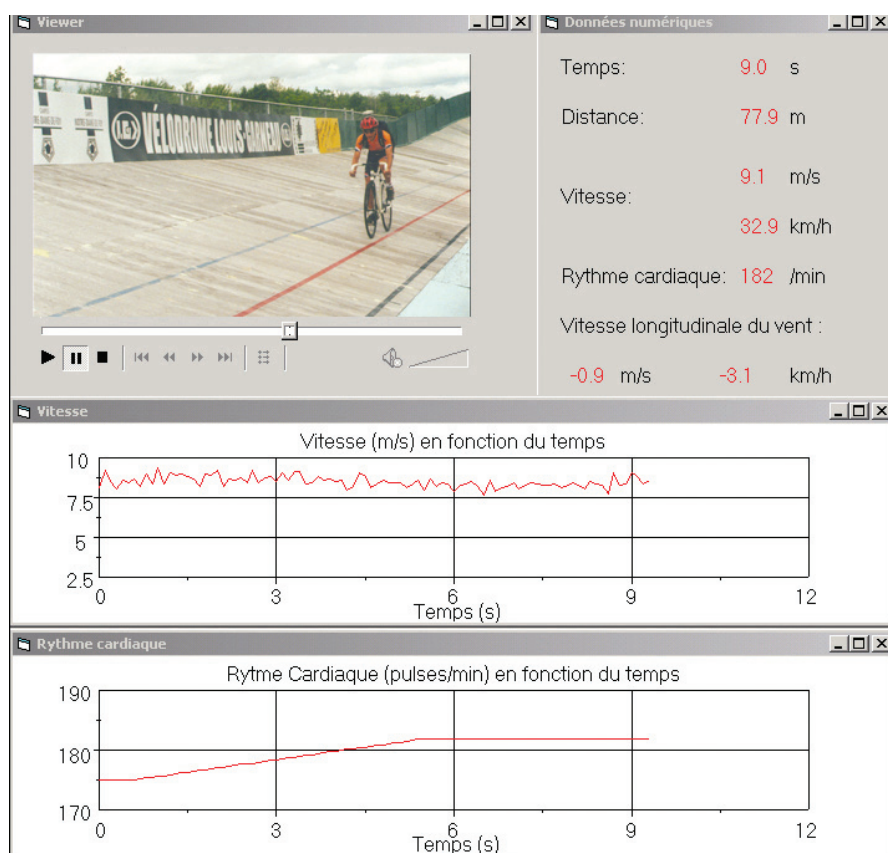 Viewer
VÉLODROME LOUIS-GARNEAU
Données numériques
Temps: 9.0 s
Distance: 77.9 m
Vitesse:
9.1 m/s
32.9 km/h
Rythme cardiaque: 182 /min
Vitesse longitudinale du vent :
-0.9 m/s -3.1 km/h
Vitesse
Vitesse (m/s) en fonction du temps
10
7.5
5
2.5
0 3 6 9 12
Temps (s)
Rythme cardiaque
Rytme Cardiaque (pulses/min) en fonction du temps
190
180
170
0 3 6 9 12
Temps (s)